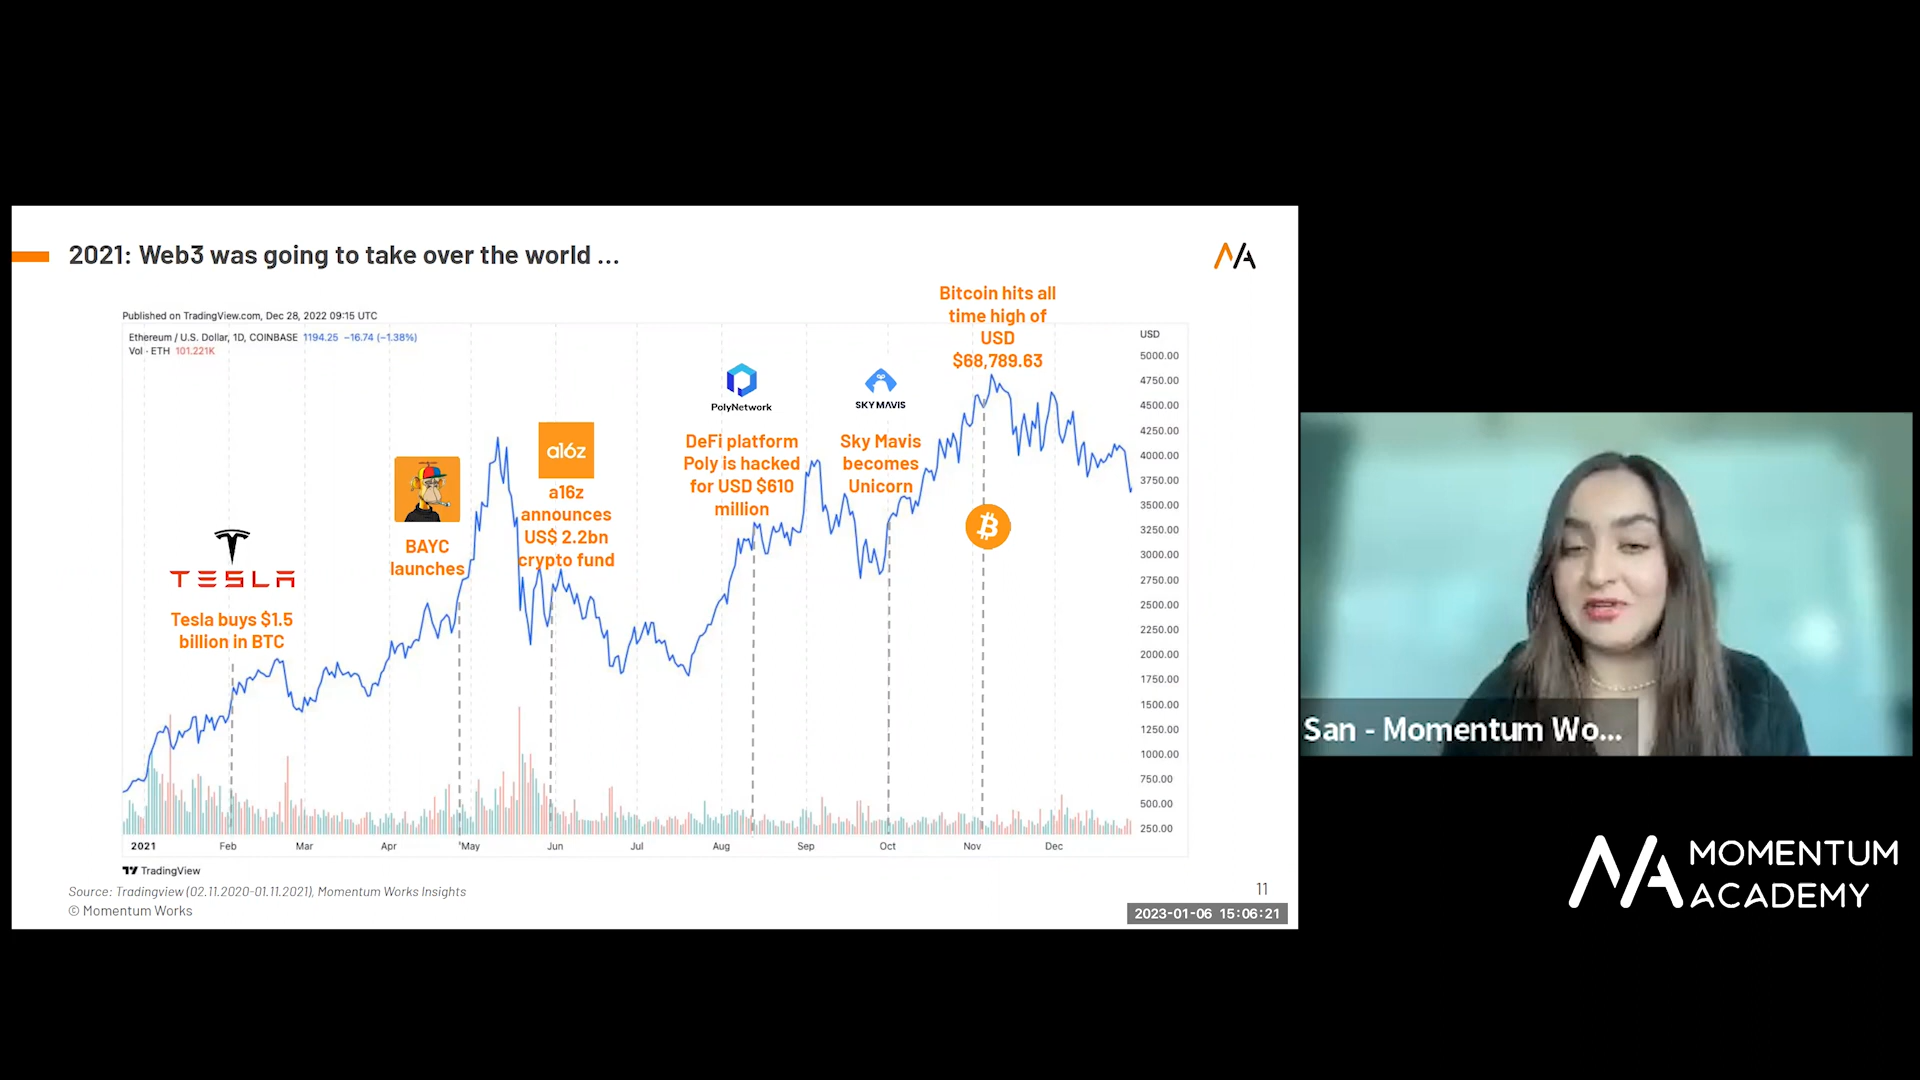 2021: Web3 was going to take over the world ...
Published on TradingView.com, Dec 28, 2022 09:15 UTC
Ethereum / U.S. Dollar, 1D, COINBASE 1194.25 −16.74 (−1.38%)
Vol · ETH 101.221K
Bitcoin hits all
time high of
USD
$68,789.63
USD
5000.00
4750.00
4500.00
4250.00
4000.00
3750.00
3500.00
3250.00
3000.00
2750.00
2500.00
2250.00
2000.00
1750.00
1500.00
1250.00
1000.00
750.00
500.00
250.00
PolyNetwork
DeFi platform
Poly is hacked
for USD $610
million
SKY MAVIS
Sky Mavis
becomes
Unicorn
a16z
a16z
announces
US$ 2.2bn
crypto fund
BAYC
launches
TESLA
Tesla buys $1.5
billion in BTC
2021 Feb Mar Apr May Jun Jul Aug Sep Oct Nov Dec
TradingView
Source: Tradingview (02.11.2020-01.11.2021), Momentum Works Insights
© Momentum Works
11
2023-01-06 15:06:21
San - Momentum Wo...
MOMENTUM
ACADEMY